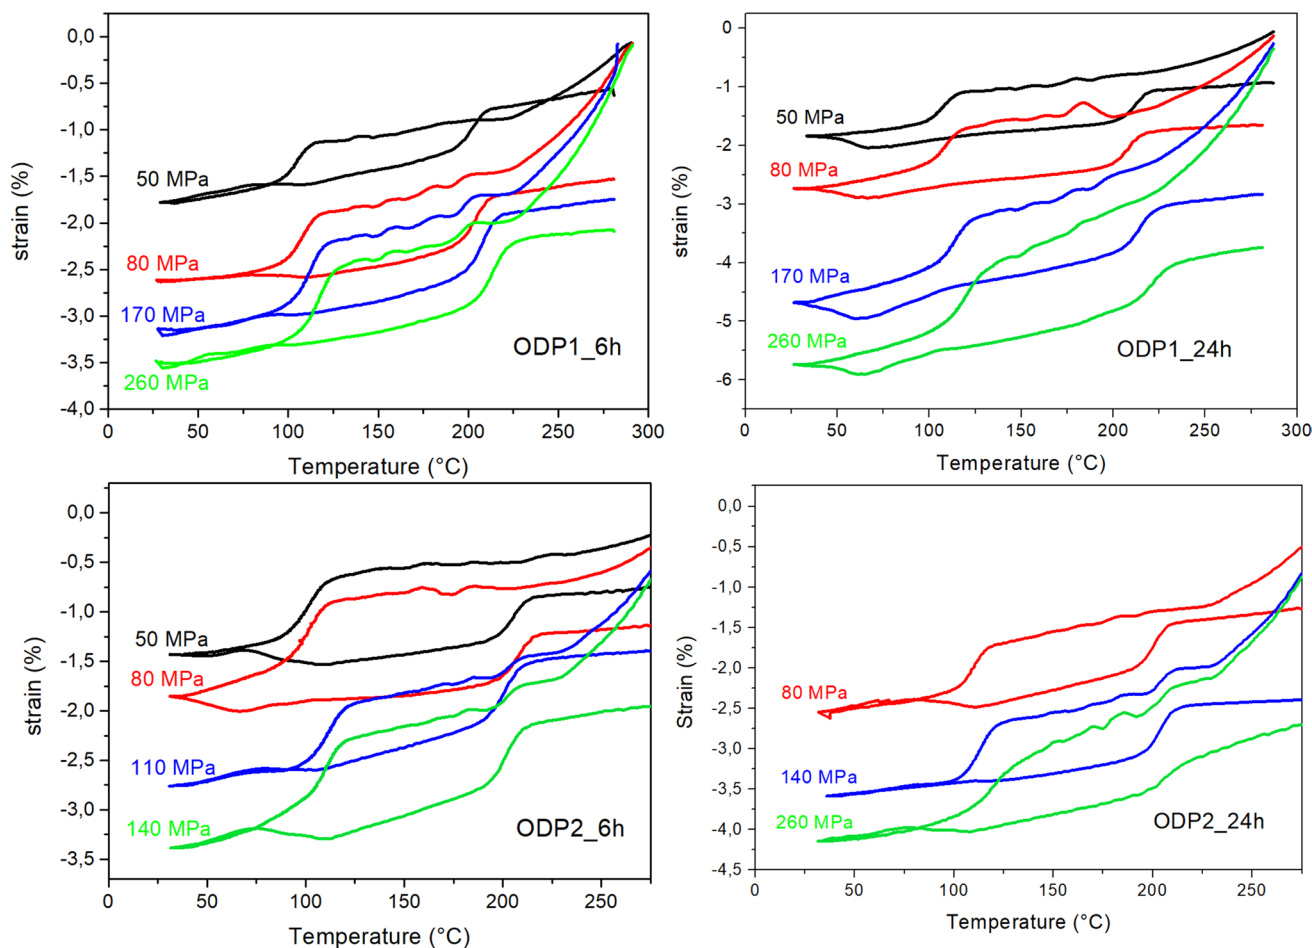 0,0
-0,5
-1,0
-1,5
-2,0
-2,5
-3,0
-3,5
-4,0
strain (%)
50 MPa
80 MPa
170 MPa
260 MPa
ODP1_6h
0 50 100 150 200 250 300
Temperature (°C)
0
-1
-2
-3
-4
-5
-6
strain (%)
50 MPa
80 MPa
170 MPa
260 MPa
ODP1_24h
0 50 100 150 200 250 300
Temperature (°C)
0,0
-0,5
-1,0
-1,5
-2,0
-2,5
-3,0
-3,5
strain (%)
50 MPa
80 MPa
110 MPa
140 MPa
ODP2_6h
0 50 100 150 200 250
Temperature (°C)
0,0
-0,5
-1,0
-1,5
-2,0
-2,5
-3,0
-3,5
-4,0
-4,5
Strain (%)
80 MPa
140 MPa
260 MPa
ODP2_24h
0 50 100 150 200 250
Temperature (°C)